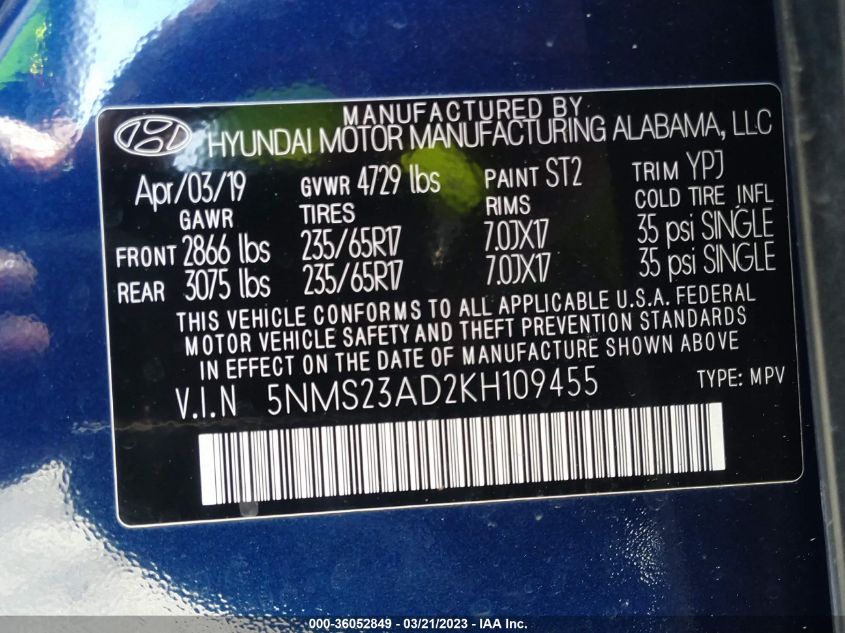 MANUFACTURED BY
HYUNDAI MOTOR MANUFACTURING ALABAMA, LLC
Apr/03/19 GVWR 4729 lbs PAINT ST2 TRIM YPJ
GAWR TIRES RIMS COLD TIRE INFL
FRONT 2866 lbs 235/65R17 7.0JX17 35 psi SINGLE
REAR 3075 lbs 235/65R17 7.0JX17 35 psi SINGLE
THIS VEHICLE CONFORMS TO ALL APPLICABLE U.S.A. FEDERAL
MOTOR VEHICLE SAFETY AND THEFT PREVENTION STANDARDS
IN EFFECT ON THE DATE OF MANUFACTURE SHOWN ABOVE
V.I.N 5NMS23AD2KH109455 TYPE: MPV
000-36052849 - 03/21/2023 - IAA Inc.